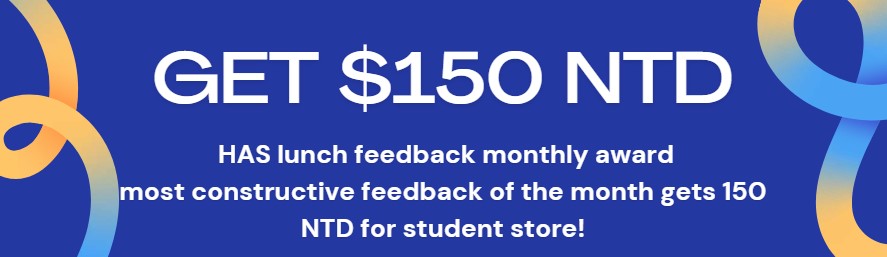 GET $150 NTD
HAS lunch feedback monthly award
most constructive feedback of the month gets 150
NTD for student store!